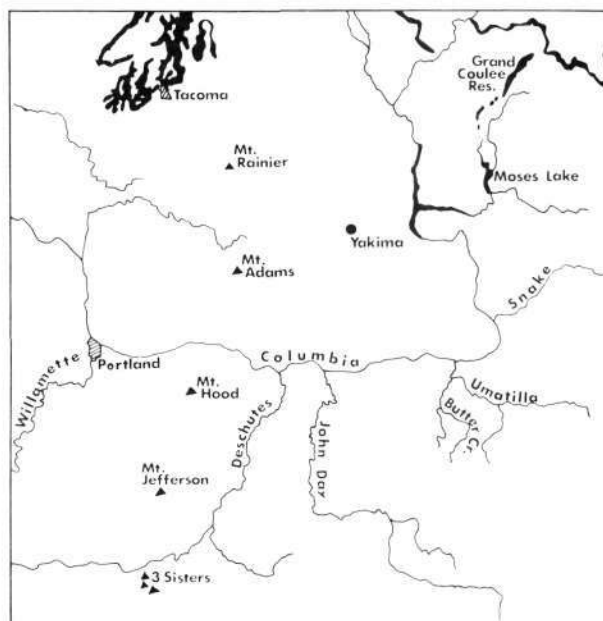 Grand
Coulee
Res.
Tacoma
Mt.
Rainier
Moses Lake
Yakima
Mt.
Adams
Snake
Columbia
Portland
Willamette
Mt.
Hood
Umatilla
Butter Cr.
Deschutes
John Day
Mt.
Jefferson
3 Sisters